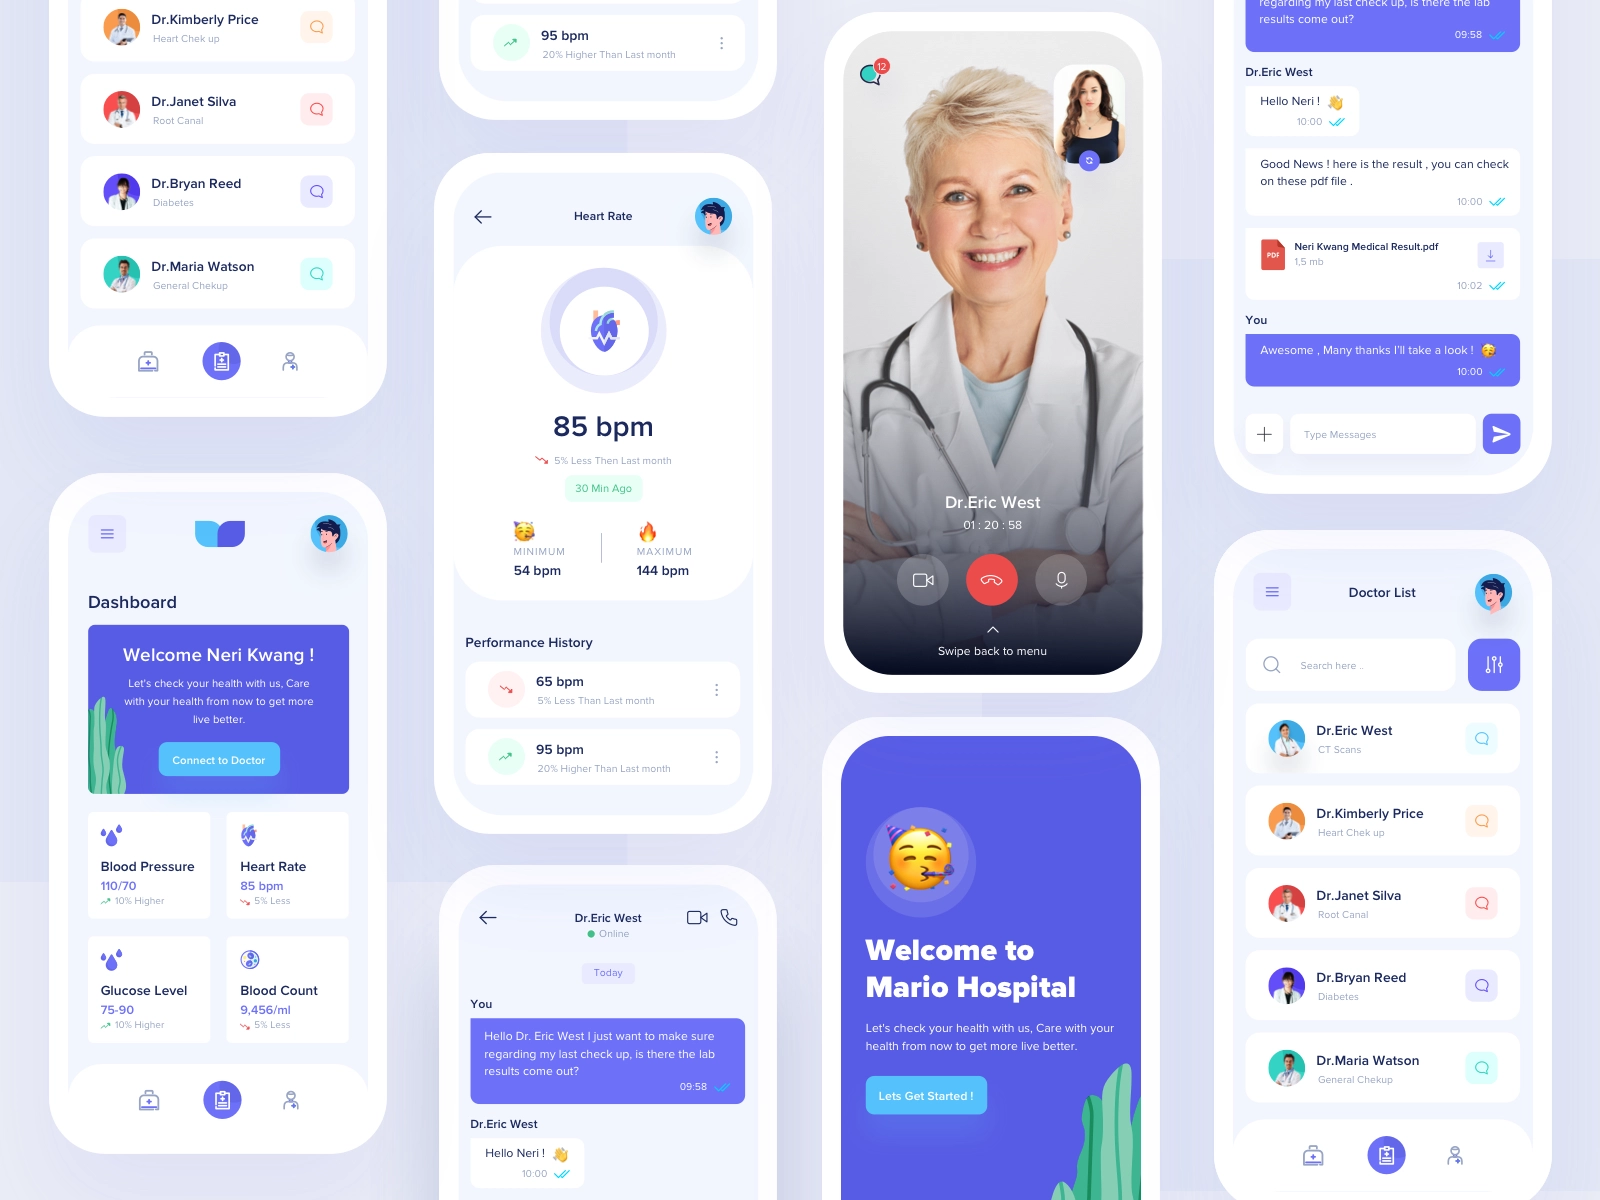 Dr.Kimberly Price
Heart Chek up
Dr.Janet Silva
Root Canal
Dr.Bryan Reed
Diabetes
Dr.Maria Watson
General Chekup
Dashboard
Welcome Neri Kwang !
Let's check your health with us, Care
with your health from now to get more
live better.
Connect to Doctor
Blood Pressure
110/70
10% Higher
Heart Rate
85 bpm
5% Less
Glucose Level
75-90
10% Higher
Blood Count
9,456/ml
5% Less
95 bpm
20% Higher Than Last month
Heart Rate
85 bpm
5% Less Then Last month
30 Min Ago
MINIMUM
54 bpm
MAXIMUM
144 bpm
Performance History
65 bpm
5% Less Than Last month
95 bpm
20% Higher Than Last month
Dr.Eric West
Online
Today
You
Hello Dr. Eric West I just want to make sure
regarding my last check up, is there the lab
results come out?
09:58
Dr.Eric West
Hello Neri !
10:00
12
Dr.Eric West
01 : 20 : 58
Swipe back to menu
Welcome to
Mario Hospital
Let's check your health with us, Care with your
health from now to get more live better.
Lets Get Started !
regarding my last check up, is there the lab
results come out?
09:58
Dr.Eric West
Hello Neri !
10:00
Good News ! here is the result , you can check
on these pdf file .
10:00
PDF
Neri Kwang Medical Result.pdf
1,5 mb
10:02
You
Awesome , Many thanks I'll take a look !
10:00
Type Messages
Doctor List
Search here ..
Dr.Eric West
CT Scans
Dr.Kimberly Price
Heart Chek up
Dr.Janet Silva
Root Canal
Dr.Bryan Reed
Diabetes
Dr.Maria Watson
General Chekup